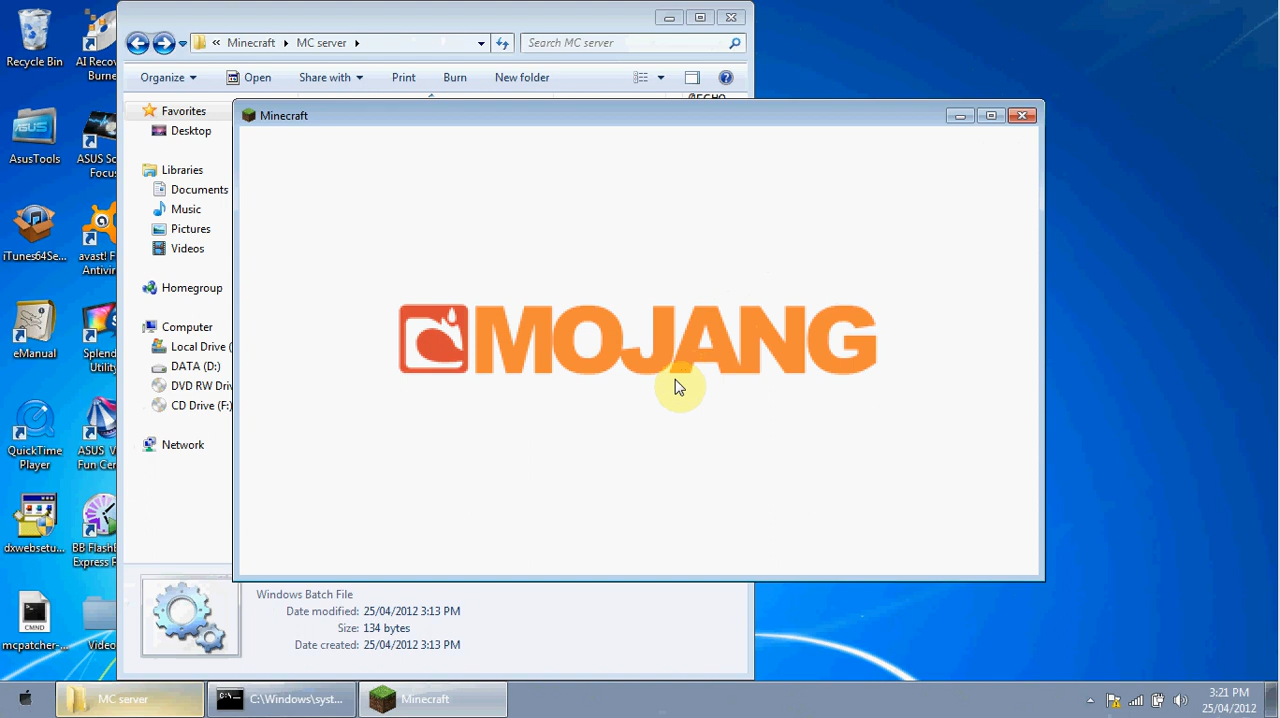 Recycle Bin
AI Recov
Burne
AsusTools
ASUS Sc
Focus
iTunes64Se...
avast! F
Antivir
eManual
Splend
Utility
QuickTime
Player
ASUS V
Fun Cen
dxwebsetu...
BB FlashB
Express F
CMND
mcpatcher-...
Video
« Minecraft ▸ MC server ▸
Search MC server
Organize
Open
Share with
Print
Burn
New folder
@ECHO
Favorites
Desktop
Libraries
Documents
Music
Pictures
Videos
Homegroup
Computer
Local Drive (
DATA (D:)
DVD RW Driv
CD Drive (F:)
Network
Minecraft
MOJANG
Windows Batch File
Date modified: 25/04/2012 3:13 PM
Size: 134 bytes
Date created: 25/04/2012 3:13 PM
MC server
C:\Windows\syst...
Minecraft
3:21 PM
25/04/2012